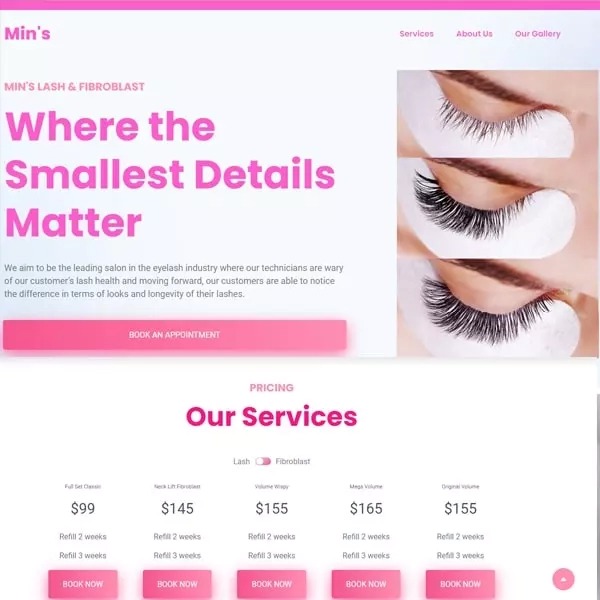 Min's
Services About Us Our Gallery
MIN'S LASH & FIBROBLAST
Where the
Smallest Details
Matter
We aim to be the leading salon in the eyelash industry where our technicians are wary
of our customer's lash health and moving forward, our customers are able to notice
the difference in terms of looks and longevity of their lashes.
BOOK AN APPOINTMENT
PRICING
Our Services
Lash Fibroblast
Full Set Classic Neck Lift Fibroblast Volume Wispy Mega Volume Original Volume
$99 $145 $155 $165 $155
Refill 2 weeks Refill 2 weeks Refill 2 weeks Refill 2 weeks Refill 2 weeks
Refill 3 weeks Refill 3 weeks Refill 3 weeks Refill 3 weeks Refill 3 weeks
BOOK NOW BOOK NOW BOOK NOW BOOK NOW BOOK NOW